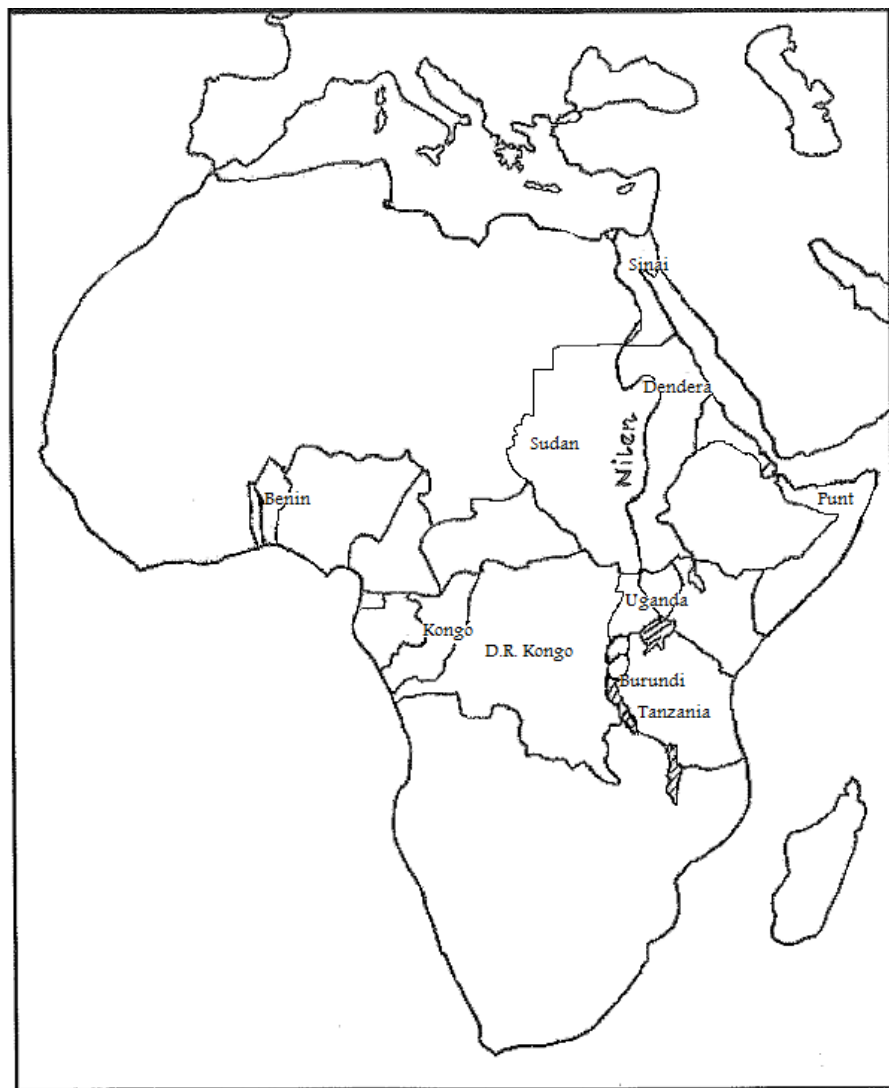 Sinai
Dendera
Nilen
Sudan
Benin
Punt
Uganda
Kongo
D.R. Kongo
Burundi
Tanzania